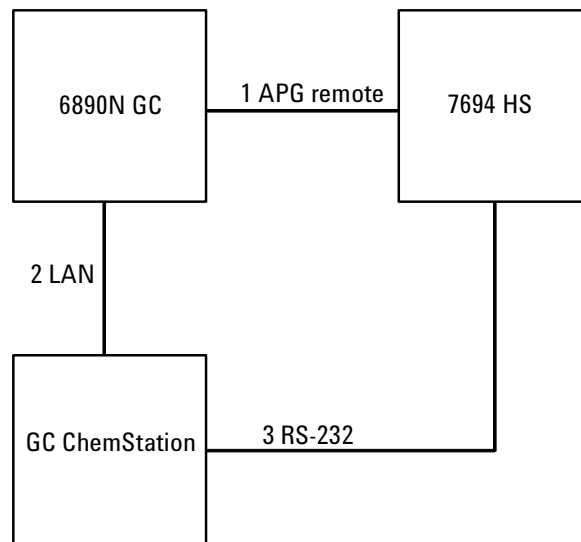 6890N GC
1 APG remote
7694 HS
2 LAN
GC ChemStation
3 RS-232